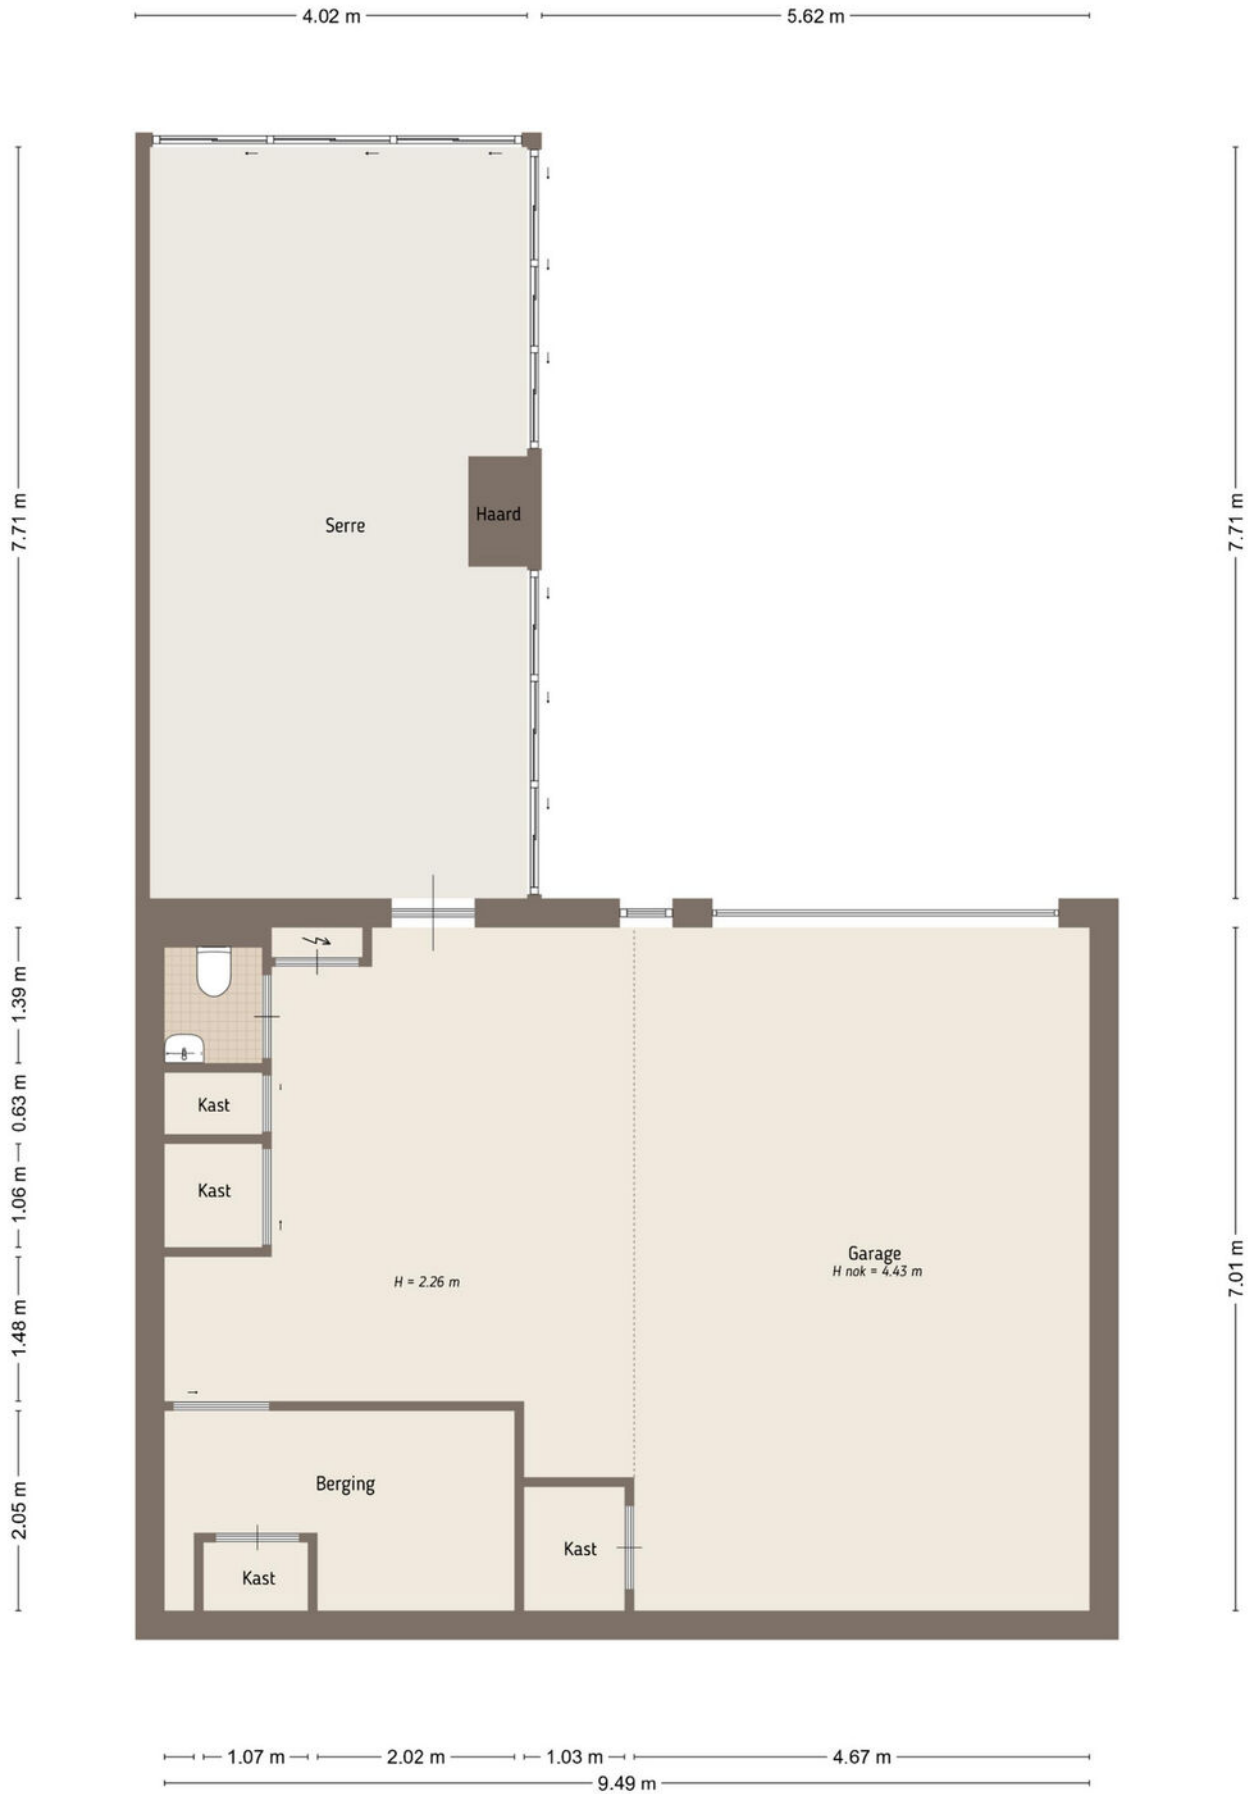 4.02 m
5.62 m
7.71 m
7.71 m
Haard
Serre
1.39 m
0.63 m
Kast
1.06 m
Kast
Garage
H nok = 4.43 m
7.01 m
H = 2.26 m
1.48 m
Berging
2.05 m
Kast
Kast
1.07 m
2.02 m
1.03 m
4.67 m
9.49 m